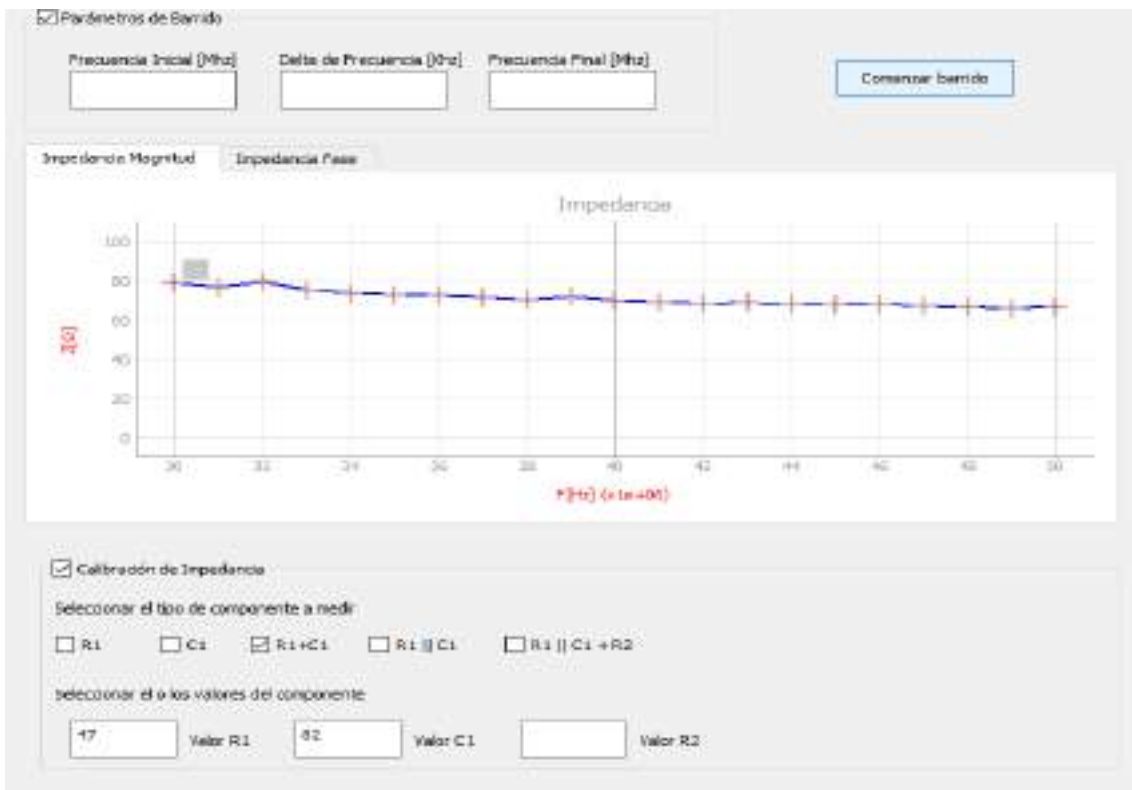 Parámetros de Barrido
Frecuencia Inicial [Mhz] Delta de Frecuencia [Khz] Frecuencia Final [Mhz]
Comenzar barrido
Impedancia Magnitud Impedancia Fase
Impedancia
100
80
60
40
20
0
Z[Ω]
30 32 34 36 38 40 42 44 46 48 50
F[Hz] (x1e+06)
Calibración de Impedancia
Seleccionar el tipo de componente a medir
R1 C1 R1+C1 R1 || C1 R1 || C1 +R2
Seleccionar el o los valores del componente
47 Valor R1 82 Valor C1 Valor R2